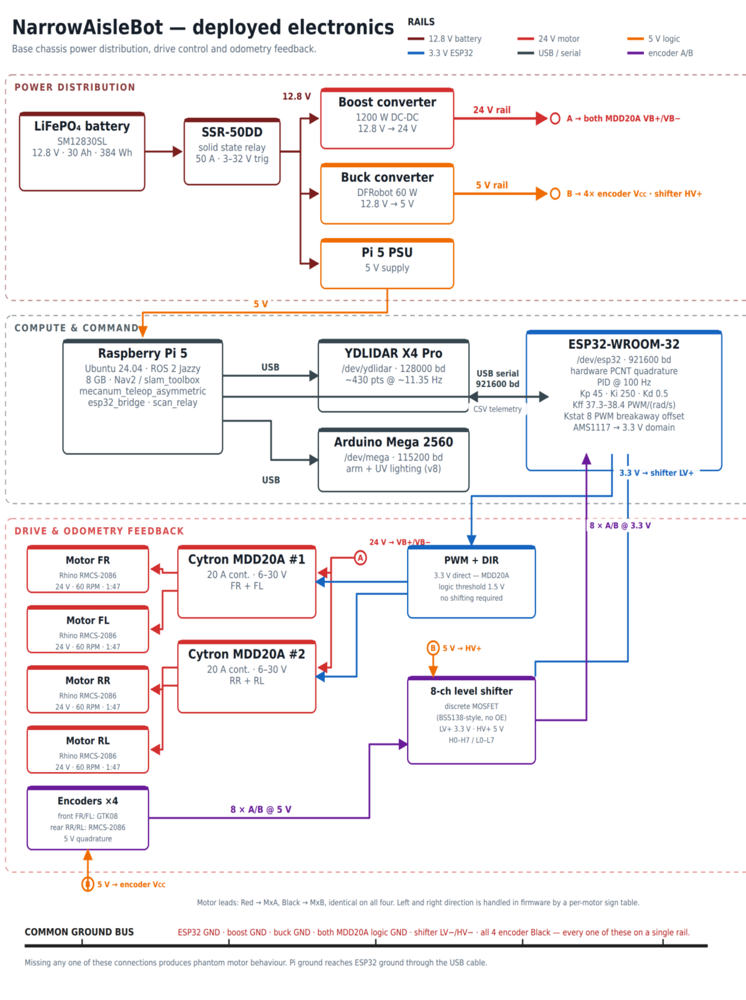 NarrowAisleBot — deployed electronics
Base chassis power distribution, drive control and odometry feedback.
RAILS
12.8 V battery
24 V motor
5 V logic
3.3 V ESP32
USB / serial
encoder A/B
POWER DISTRIBUTION
LiFePO₄ battery
SM12830SL
12.8 V · 30 Ah · 384 Wh
SSR-50DD
solid state relay
50 A · 3–32 V trig
12.8 V
Boost converter
1200 W DC-DC
12.8 V → 24 V
24 V rail
A → both MDD20A VB+/VB−
Buck converter
DFRobot 60 W
12.8 V → 5 V
5 V rail
B → 4× encoder Vcc · shifter HV+
Pi 5 PSU
5 V supply
5 V
COMPUTE & COMMAND
Raspberry Pi 5
Ubuntu 24.04 · ROS 2 Jazzy
8 GB · Nav2 / slam_toolbox
mecanum_teleop_asymmetric
esp32_bridge · scan_relay
USB
YDLIDAR X4 Pro
/dev/ydlidar · 128000 bd
~430 pts @ ~11.35 Hz
USB serial
921600 bd
CSV telemetry
ESP32-WROOM-32
/dev/esp32 · 921600 bd
hardware PCNT quadrature
PID @ 100 Hz
Kp 45 · Ki 250 · Kd 0.5
Kff 37.3–38.4 PWM/(rad/s)
Kstat 8 PWM breakaway offset
AMS1117 → 3.3 V domain
Arduino Mega 2560
/dev/mega · 115200 bd
arm + UV lighting (v8)
USB
3.3 V → shifter LV+
8 × A/B @ 3.3 V
DRIVE & ODOMETRY FEEDBACK
Motor FR
Rhino RMCS-2086
24 V · 60 RPM · 1:47
Motor FL
Rhino RMCS-2086
24 V · 60 RPM · 1:47
Motor RR
Rhino RMCS-2086
24 V · 60 RPM · 1:47
Motor RL
Rhino RMCS-2086
24 V · 60 RPM · 1:47
Cytron MDD20A #1
20 A cont. · 6–30 V
FR + FL
Cytron MDD20A #2
20 A cont. · 6–30 V
RR + RL
24 V → VB+/VB−
A
PWM + DIR
3.3 V direct — MDD20A
logic threshold 1.5 V
no shifting required
B
5 V → HV+
8-ch level shifter
discrete MOSFET
(BSS138-style, no OE)
LV+ 3.3 V · HV+ 5 V
H0–H7 / L0–L7
Encoders ×4
front FR/FL: GTK08
rear RR/RL: RMCS-2086
5 V quadrature
8 × A/B @ 5 V
B
5 V → encoder Vcc
Motor leads: Red → MxA, Black → MxB, identical on all four. Left and right direction is handled in firmware by a per-motor sign table.
COMMON GROUND BUS
ESP32 GND · boost GND · buck GND · both MDD20A logic GND · shifter LV−/HV− · all 4 encoder Black — every one of these on a single rail.
Missing any one of these connections produces phantom motor behaviour. Pi ground reaches ESP32 ground through the USB cable.